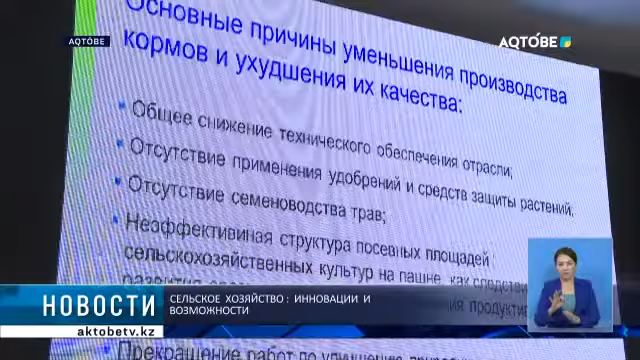 Основные причины уменьшения производства
AQTÓBE
AQTÓBE
кормов и ухудшения их качества:
Общее снижение технического обеспечения отрасли;
Отсутствие применения удобрений и средств защиты растений;
Отсутствие семеноводства трав;
Неэффективная структура посевных площадей
сельскохозяйственных культур на пашне, как следствие
НОВОСТИ
СЕЛЬСКОЕ ХОЗЯЙСТВО : ИННОВАЦИИ И
ВОЗМОЖНОСТИ
aktobetv.kz
Прекращение работ по улучшению